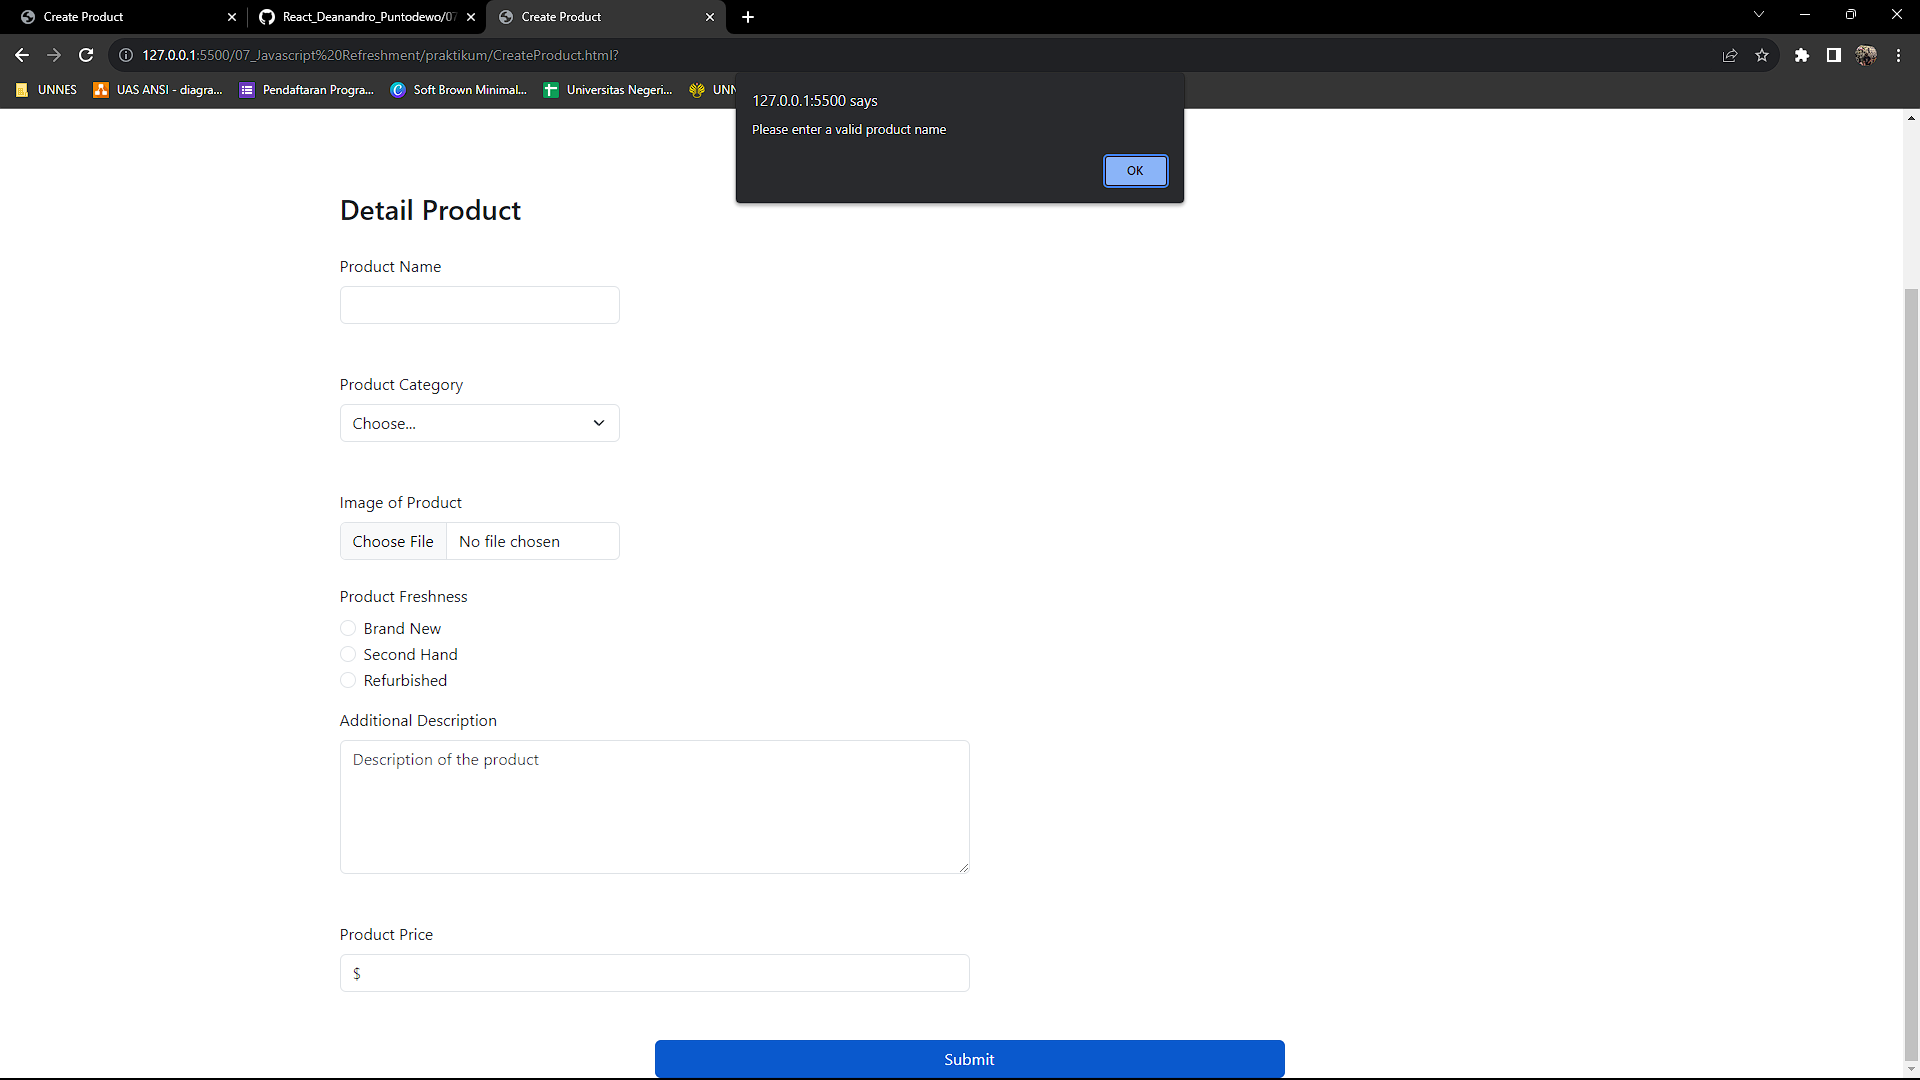 Create Product
React_Deanandro_Puntodewo/07
Create Product
127.0.0.1:5500/07_Javascript%20Refreshment/praktikum/CreateProduct.html?
UNNES
UAS ANSI - diagra...
Pendaftaran Progra...
Soft Brown Minimal...
Universitas Negeri...
UNN
127.0.0.1:5500 says
Please enter a valid product name
OK
Detail Product
Product Name
Product Category
Choose...
Image of Product
Choose File No file chosen
Product Freshness
Brand New
Second Hand
Refurbished
Additional Description
Description of the product
Product Price
$
Submit